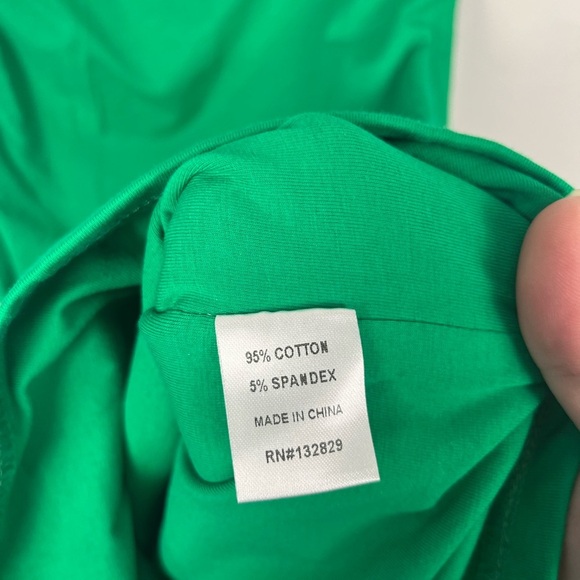 95% COTTON
5% SPANDEX
MADE IN CHINA
RN#132829